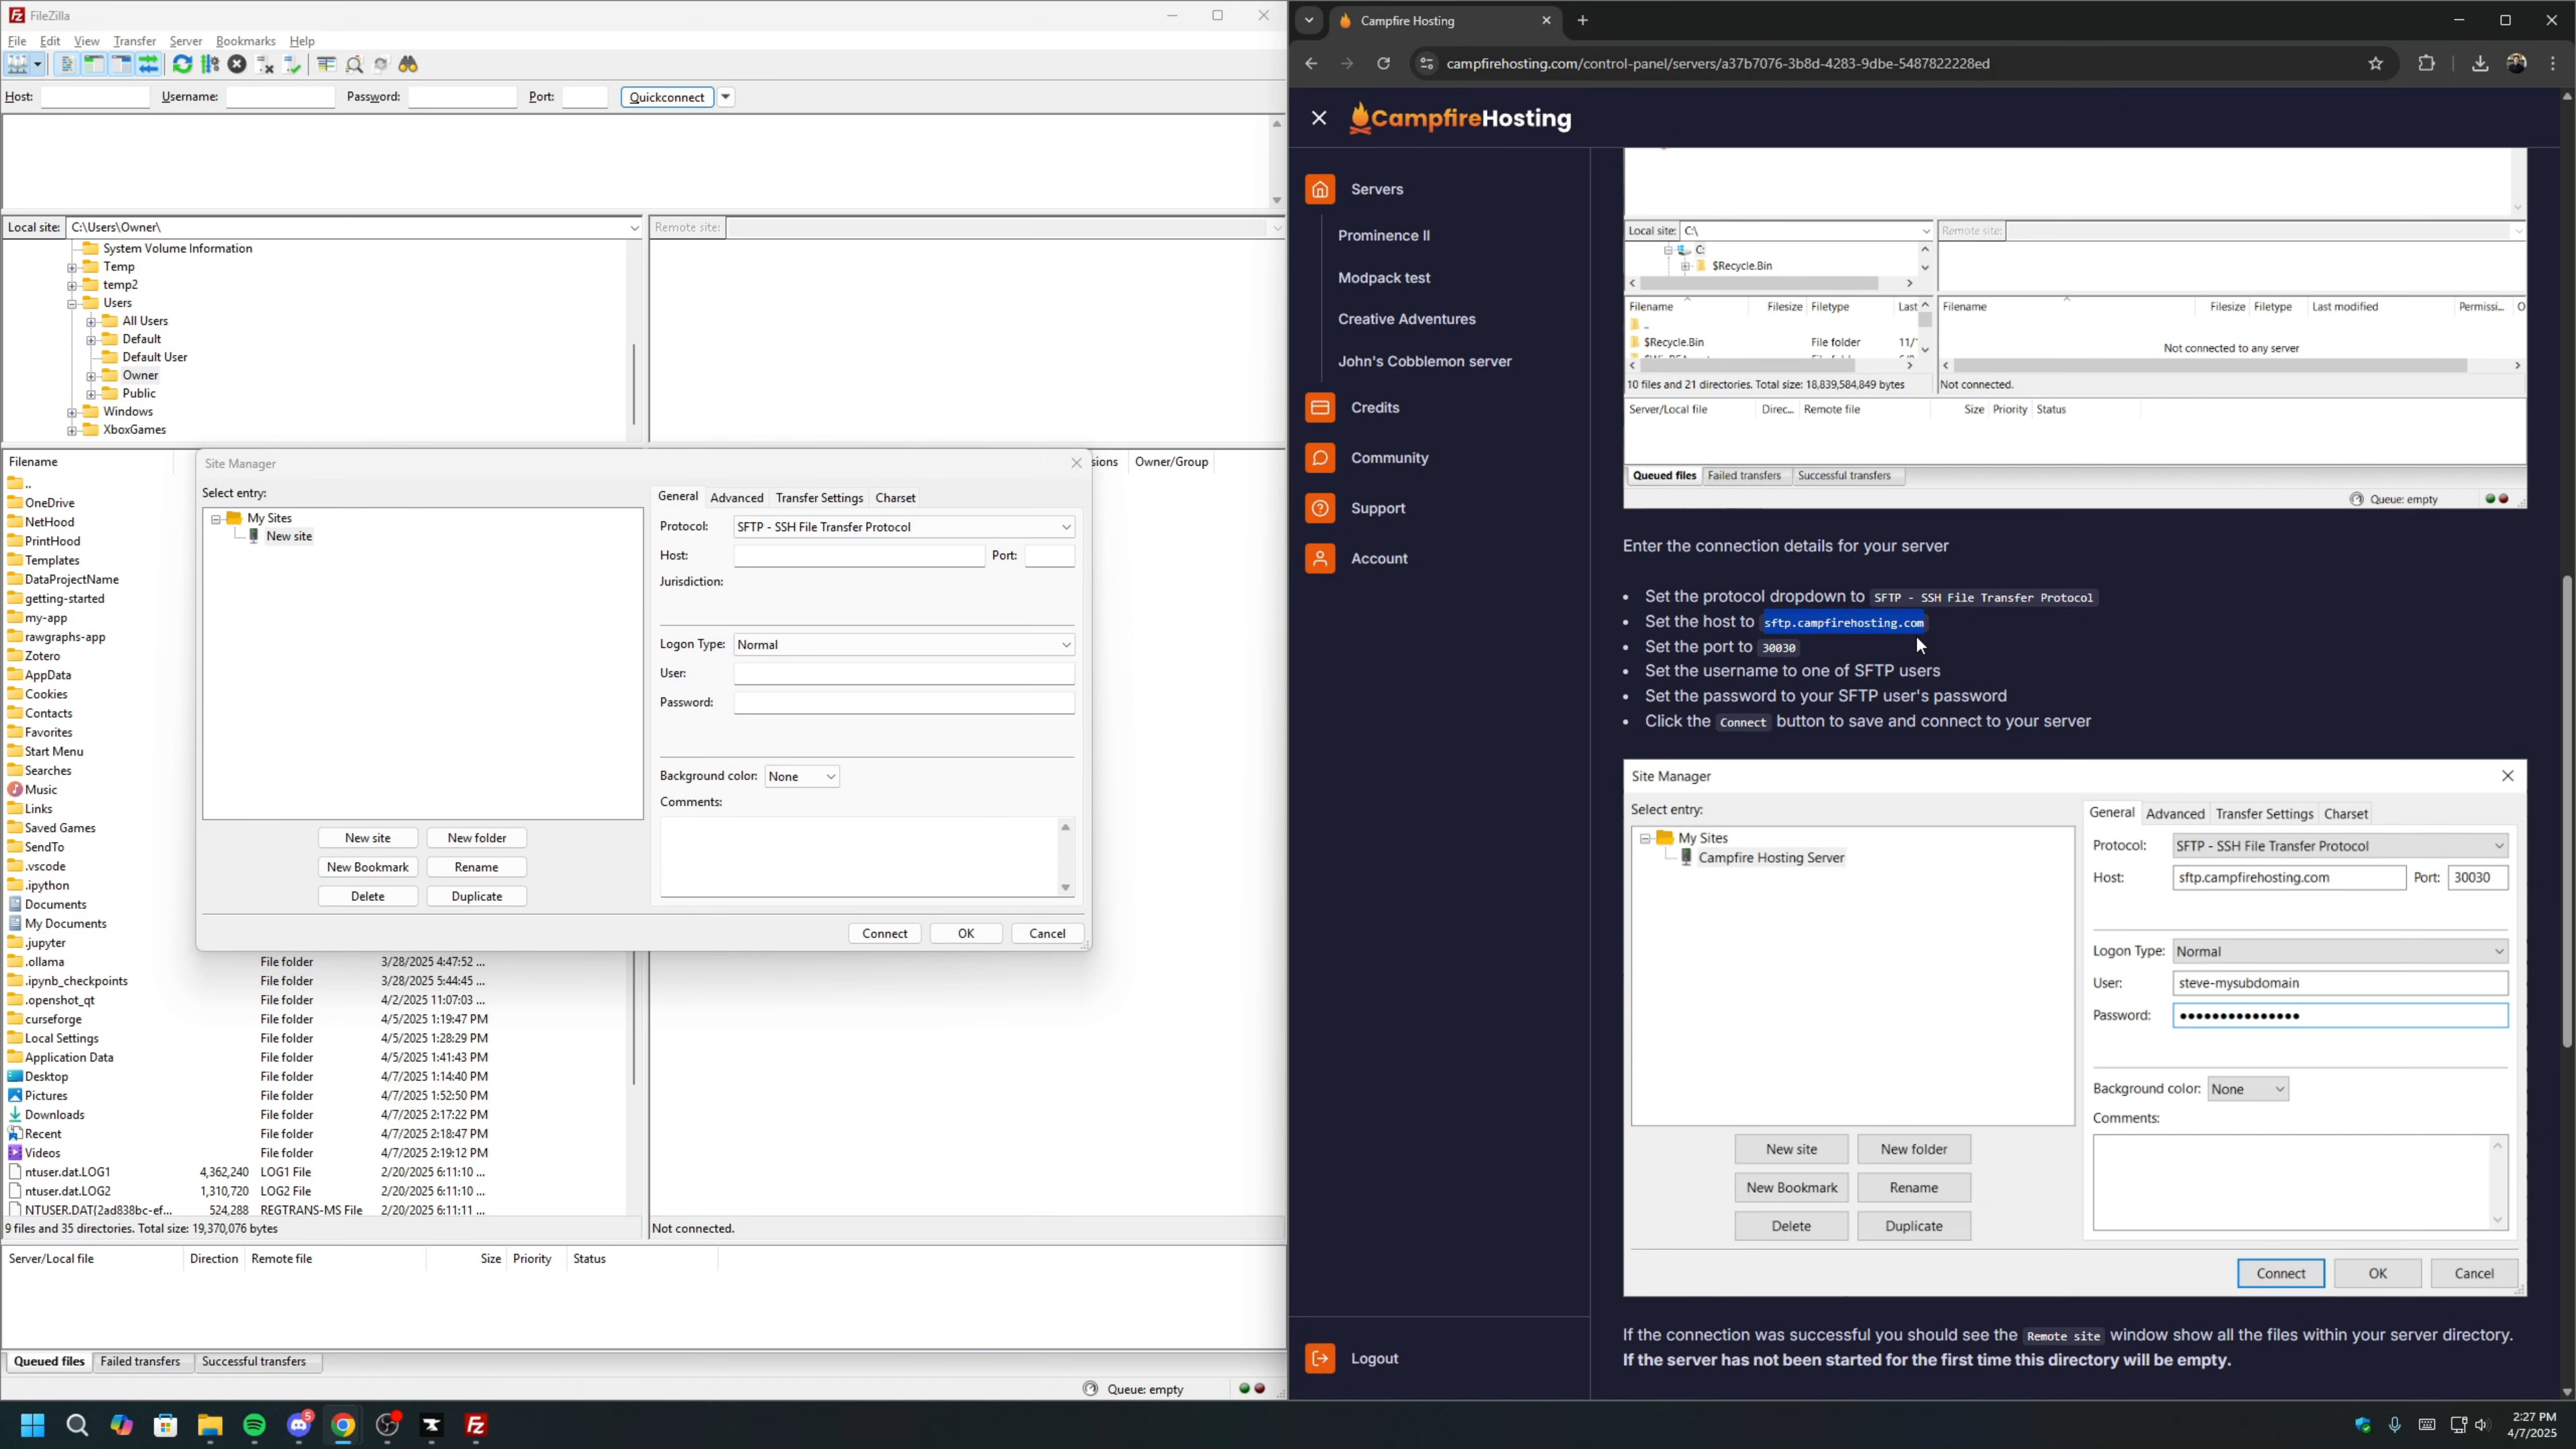 FileZilla
File Edit View Transfer Server Bookmarks Help
Host: Username: Password: Port: Quickconnect
Local site: C:\Users\Owner\
System Volume Information
Temp
temp2
Users
All Users
Default
Default User
Owner
Public
Windows
XboxGames
Remote site:
Filename
..
OneDrive
NetHood
PrintHood
Templates
DataProjectName
getting-started
my-app
rawgraphs-app
Zotero
AppData
Cookies
Contacts
Favorites
Start Menu
Searches
Music
Links
Saved Games
SendTo
.vscode
.ipython
Documents
My Documents
.jupyter
.ollama File folder 3/28/2025 4:47:52 ...
.ipynb_checkpoints File folder 3/28/2025 5:44:45 ...
.openshot_qt File folder 4/2/2025 11:07:03 ...
curseforge File folder 4/5/2025 1:19:47 PM
Local Settings File folder 4/5/2025 1:28:29 PM
Application Data File folder 4/5/2025 1:41:43 PM
Desktop File folder 4/7/2025 1:14:40 PM
Pictures File folder 4/7/2025 1:52:50 PM
Downloads File folder 4/7/2025 2:17:22 PM
Recent File folder 4/7/2025 2:18:47 PM
Videos File folder 4/7/2025 2:19:12 PM
ntuser.dat.LOG1 4,362,240 LOG1 File 2/20/2025 6:11:10 ...
ntuser.dat.LOG2 1,310,720 LOG2 File 2/20/2025 6:11:10 ...
NTUSER.DAT{2ad838bc-ef... 524,288 REGTRANS-MS File 2/20/2025 6:11:11 ...
9 files and 35 directories. Total size: 19,370,076 bytes
sions Owner/Group
Not connected.
Site Manager
Select entry:
My Sites
New site
New site New folder
New Bookmark Rename
Delete Duplicate
General Advanced Transfer Settings Charset
Protocol: SFTP - SSH File Transfer Protocol
Host: Port:
Jurisdiction:
Logon Type: Normal
User:
Password:
Background color: None
Comments:
Connect OK Cancel
Server/Local file Direction Remote file Size Priority Status
Queued files Failed transfers Successful transfers
Queue: empty
Campfire Hosting
campfirehosting.com/control-panel/servers/a37b7076-3b8d-4283-9dbe-5487822228ed
CampfireHosting
Servers
Prominence II
Modpack test
Creative Adventures
John's Cobblemon server
Credits
Community
Support
Account
Logout
Local site: C:\
C:
$Recycle.Bin
Remote site:
Filename Filesize Filetype Last
..
$Recycle.Bin File folder 11/
10 files and 21 directories. Total size: 18,839,584,849 bytes
Filename Filesize Filetype Last modified Permissi... O
Not connected to any server
Not connected.
Server/Local file Direc... Remote file Size Priority Status
Queued files Failed transfers Successful transfers
Queue: empty
Enter the connection details for your server
• Set the protocol dropdown to SFTP - SSH File Transfer Protocol
• Set the host to sftp.campfirehosting.com
• Set the port to 30030
• Set the username to one of SFTP users
• Set the password to your SFTP user's password
• Click the Connect button to save and connect to your server
Site Manager
Select entry:
My Sites
Campfire Hosting Server
New site New folder
New Bookmark Rename
Delete Duplicate
General Advanced Transfer Settings Charset
Protocol: SFTP - SSH File Transfer Protocol
Host: sftp.campfirehosting.com Port: 30030
Logon Type: Normal
User: steve-mysubdomain
Password: •••••••••••••••
Background color: None
Comments:
Connect OK Cancel
If the connection was successful you should see the Remote site window show all the files within your server directory.
If the server has not been started for the first time this directory will be empty.
5
2:27 PM
4/7/2025